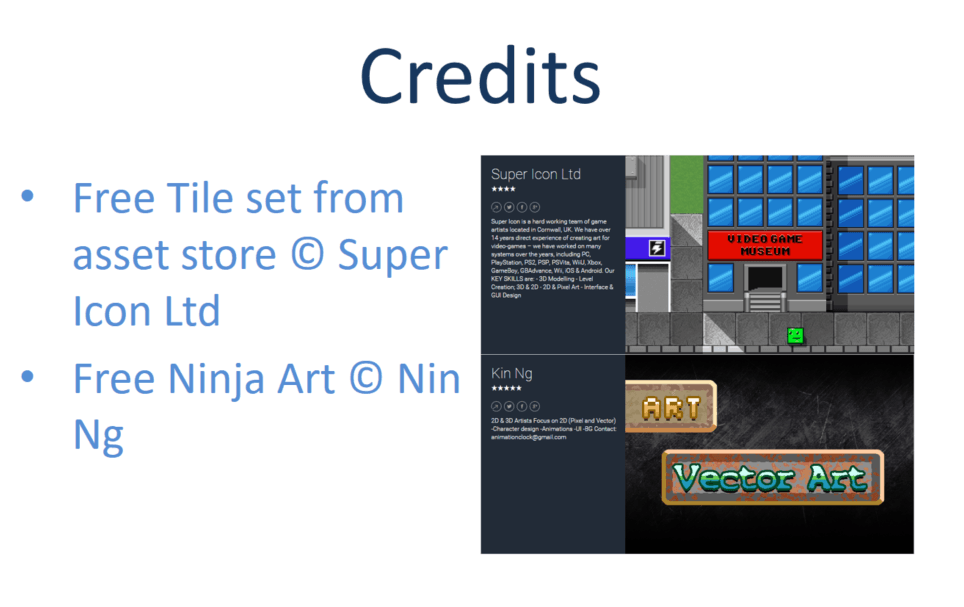 Credits
• Free Tile set from
asset store © Super
Icon Ltd
• Free Ninja Art © Nin
Ng
Super Icon Ltd
★★★★
Super Icon is a hard working team of game
artists located in Cornwall, UK. We have over
14 years direct experience of creating art for
video-games – we have worked on many
systems over the years, including PC,
PlayStation, PS2, PSP, PSVita, WiiU, Xbox,
GameBoy, GBAdvance, Wii, iOS & Android. Our
KEY SKILLS are: - 3D Modelling - Level
Creation; 3D & 2D - 2D & Pixel Art - Interface &
GUI Design
VIDEO GAME
MUSEUM
Kin Ng
★★★★★
2D & 3D Artists Focus on 2D (Pixel and Vector)
-Character design -Animations -UI -BG Contact:
animationclock@gmail.com
ART
Vector Art